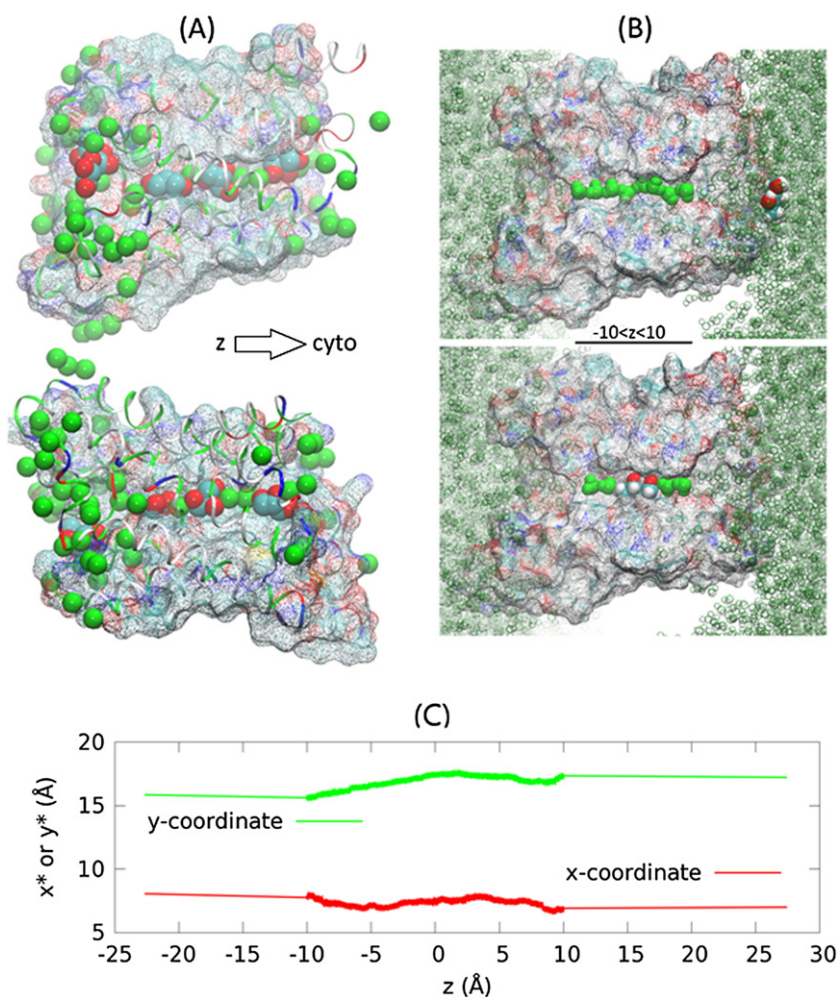 (A)
(B)
z cyto
-10<z<10
(C)
20
15
10
5
x* or y* (Å)
y-coordinate
x-coordinate
-25 -20 -15 -10 -5 0 5 10 15 20 25 30
z (Å)